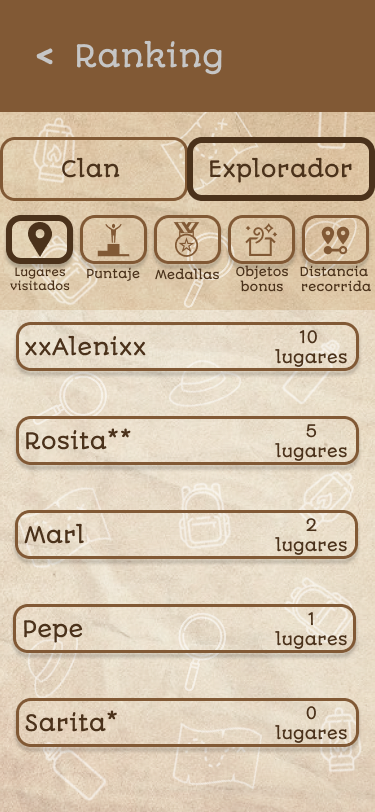 < Ranking
Clan
Explorador
Lugares
visitados
Puntaje
Medallas
Objetos
bonus
Distancia
recorrida
xxAlenixx
10
lugares
Rosita**
5
lugares
Marl
2
lugares
Pepe
1
lugares
Sarita*
0
lugares